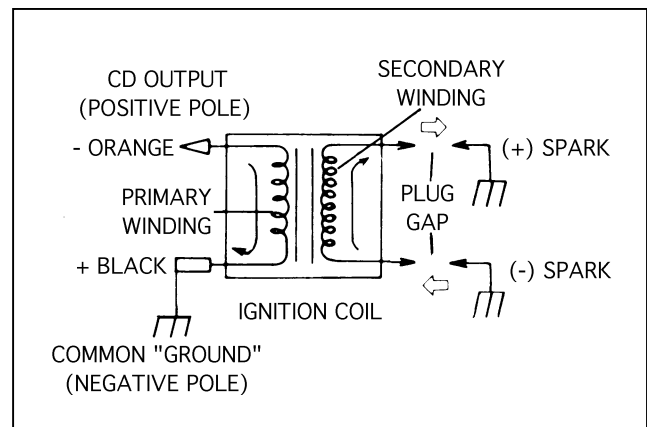 CD OUTPUT
(POSITIVE POLE)
- ORANGE
PRIMARY
WINDING
+ BLACK
COMMON "GROUND"
(NEGATIVE POLE)
IGNITION COIL
SECONDARY
WINDING
(+) SPARK
PLUG
GAP
(-) SPARK